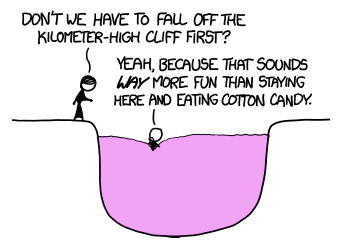 DON'T WE HAVE TO FALL OFF THE
KILOMETER-HIGH CLIFF FIRST?
YEAH, BECAUSE THAT SOUNDS
WAY MORE FUN THAN STAYING
HERE AND EATING COTTON CANDY.